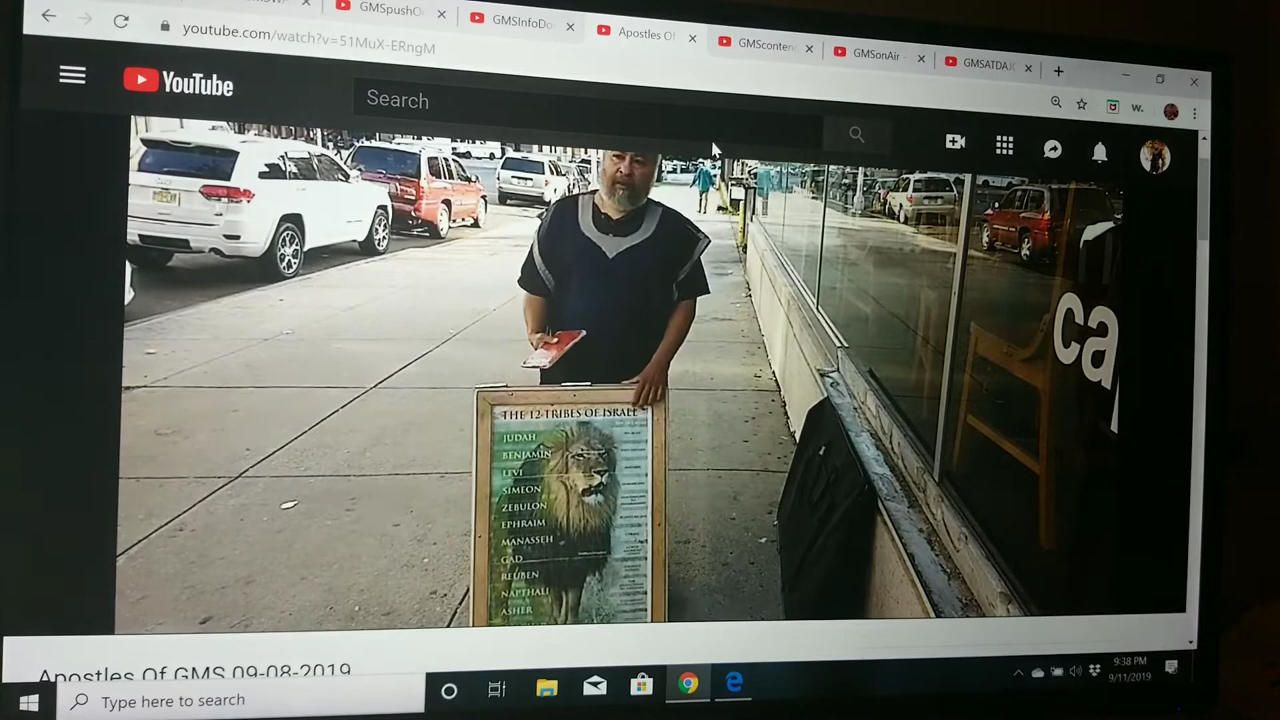 GMSpushO
GMSInfoDo
Apostles Of
GMSconten
GMSonAir -
GMSATDAJC
youtube.com/watch?v=51MuX-ERngM
w.
YouTube
Search
ca
THE 12 TRIBES OF ISRAEL
JUDAH
BENJAMIN
LEVI
SIMEON
ZEBULON
EPHRAIM
MANASSEH
GAD
REUBEN
NAPTHALI
ASHER
Apostles Of GMS 09-08-2019
Type here to search
9:38 PM
9/11/2019